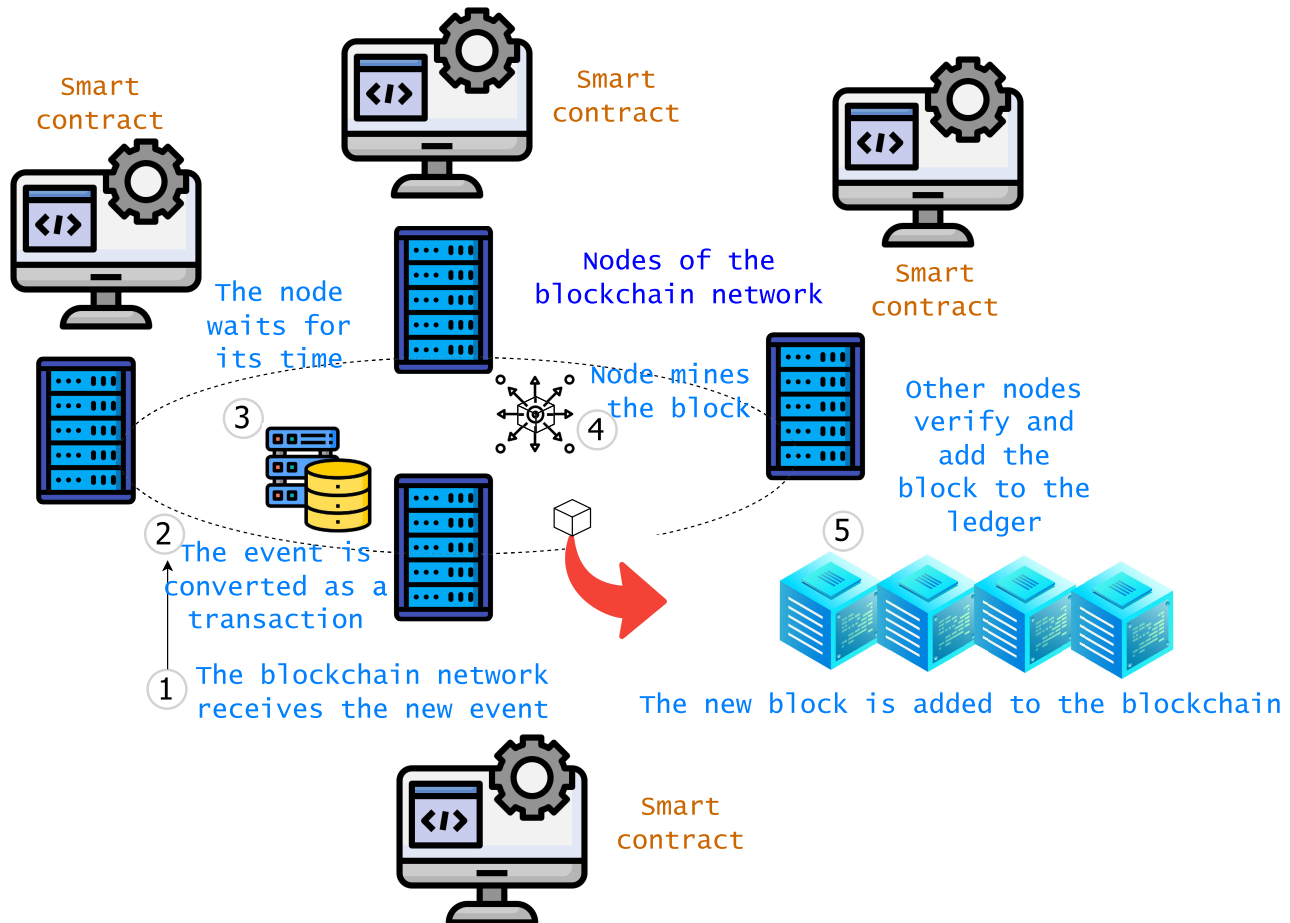 Smart
contract
</>
Smart
contract
</>
</>
Smart
contract
Nodes of the
blockchain network
The node
waits for
its time
3
Node mines
the block
4
Other nodes
verify and
add the
block to the
ledger
5
2
The event is
converted as a
transaction
1
The blockchain network
receives the new event
The new block is added to the blockchain
</>
Smart
contract